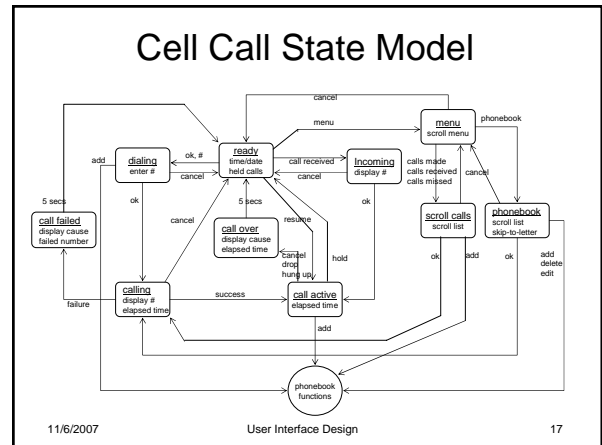 Cell Call State Model
cancel
menu
phonebook
menu
scroll menu
ready
time/date
held calls
ok, #
cancel
dialing
enter #
add
call received
cancel
Incoming
display #
calls made
calls received
calls missed
cancel
5 secs
ok
call failed
display cause
failed number
cancel
5 secs
resume
call over
display cause
elapsed time
cancel
drop
hung up
hold
ok
scroll calls
scroll list
phonebook
scroll list
skip-to-letter
ok
add
ok
add
delete
edit
calling
display #
elapsed time
failure
success
call active
elapsed time
add
phonebook
functions
11/6/2007
User Interface Design
17